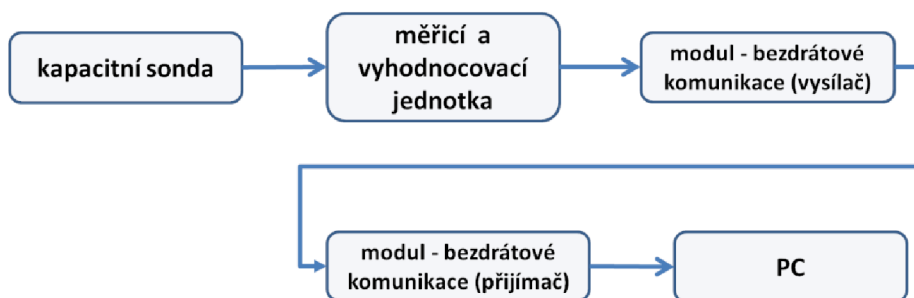 kapacitní sonda
měřicí a
vyhodnocovací
jednotka
modul - bezdrátové
komunikace (vysílač)
modul - bezdrátové
komunikace (přijímač)
PC